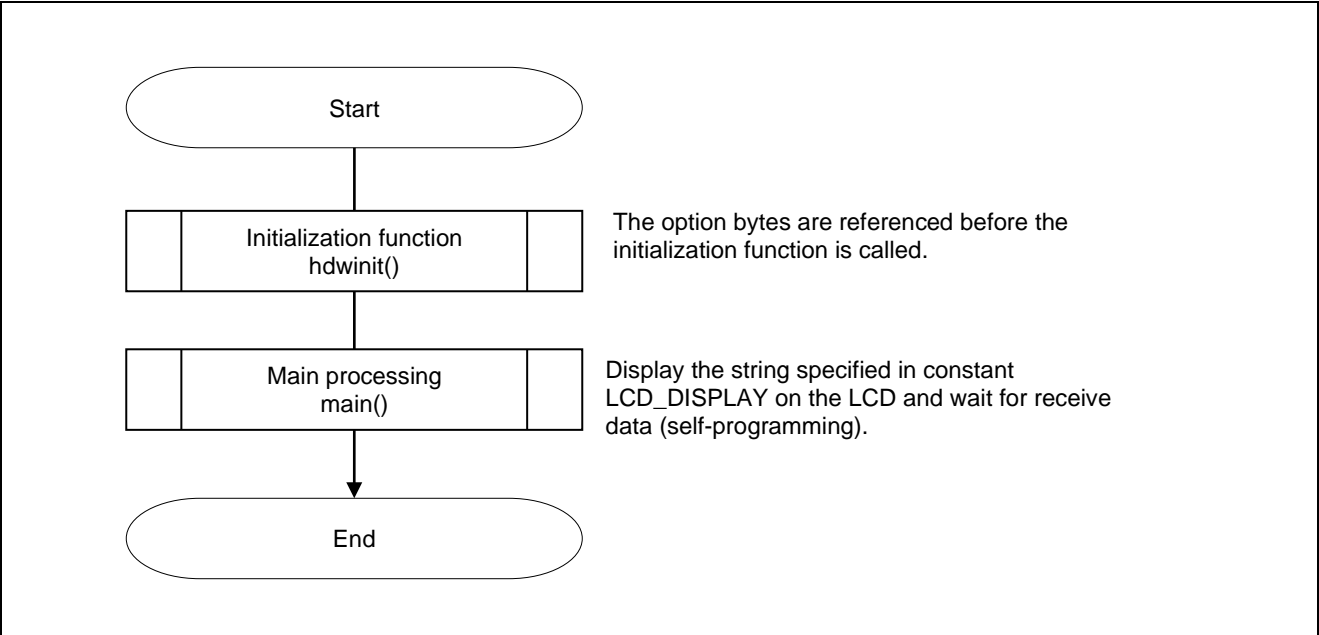 Start
Initialization function
hdwinit()
The option bytes are referenced before the
initialization function is called.
Main processing
main()
Display the string specified in constant
LCD_DISPLAY on the LCD and wait for receive
data (self-programming).
End